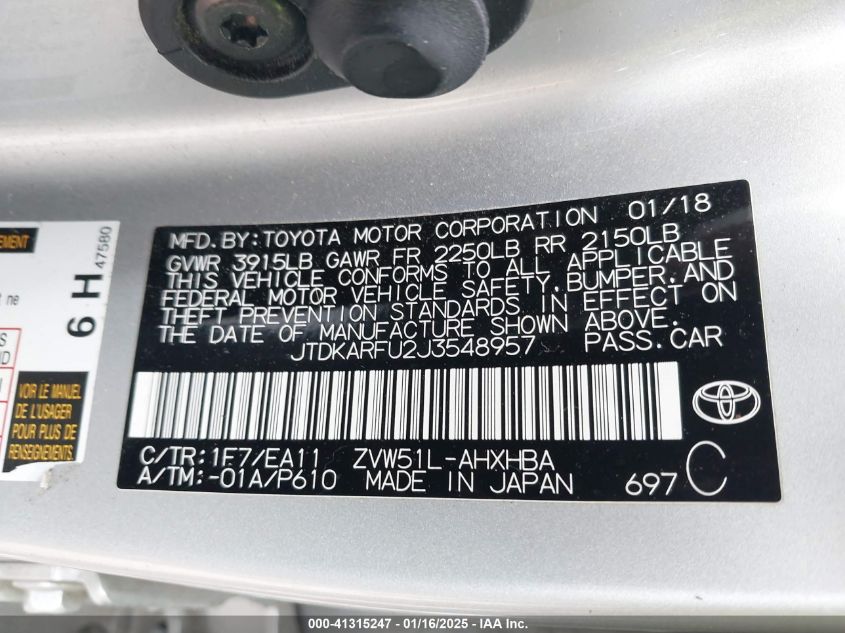 EMENT
t ne
6 H 47580
S
ND
I
VOIR LE MANUEL
DE L'USAGER
POUR PLUS DE
RENSEIGNEMENTS
MFD. BY: TOYOTA MOTOR CORPORATION 01/18
GVWR 3915LB GAWR FR 2250LB RR 2150LB
THIS VEHICLE CONFORMS TO ALL APPLICABLE
FEDERAL MOTOR VEHICLE SAFETY, BUMPER, AND
THEFT PREVENTION STANDARDS IN EFFECT ON
THE DATE OF MANUFACTURE SHOWN ABOVE.
JTDKARFU2J3548957 PASS. CAR
C/TR: 1F7/EA11 ZVW51L-AHXHBA
A/TM: -01A/P610 MADE IN JAPAN 697 C
000-41315247 - 01/16/2025 - IAA Inc.